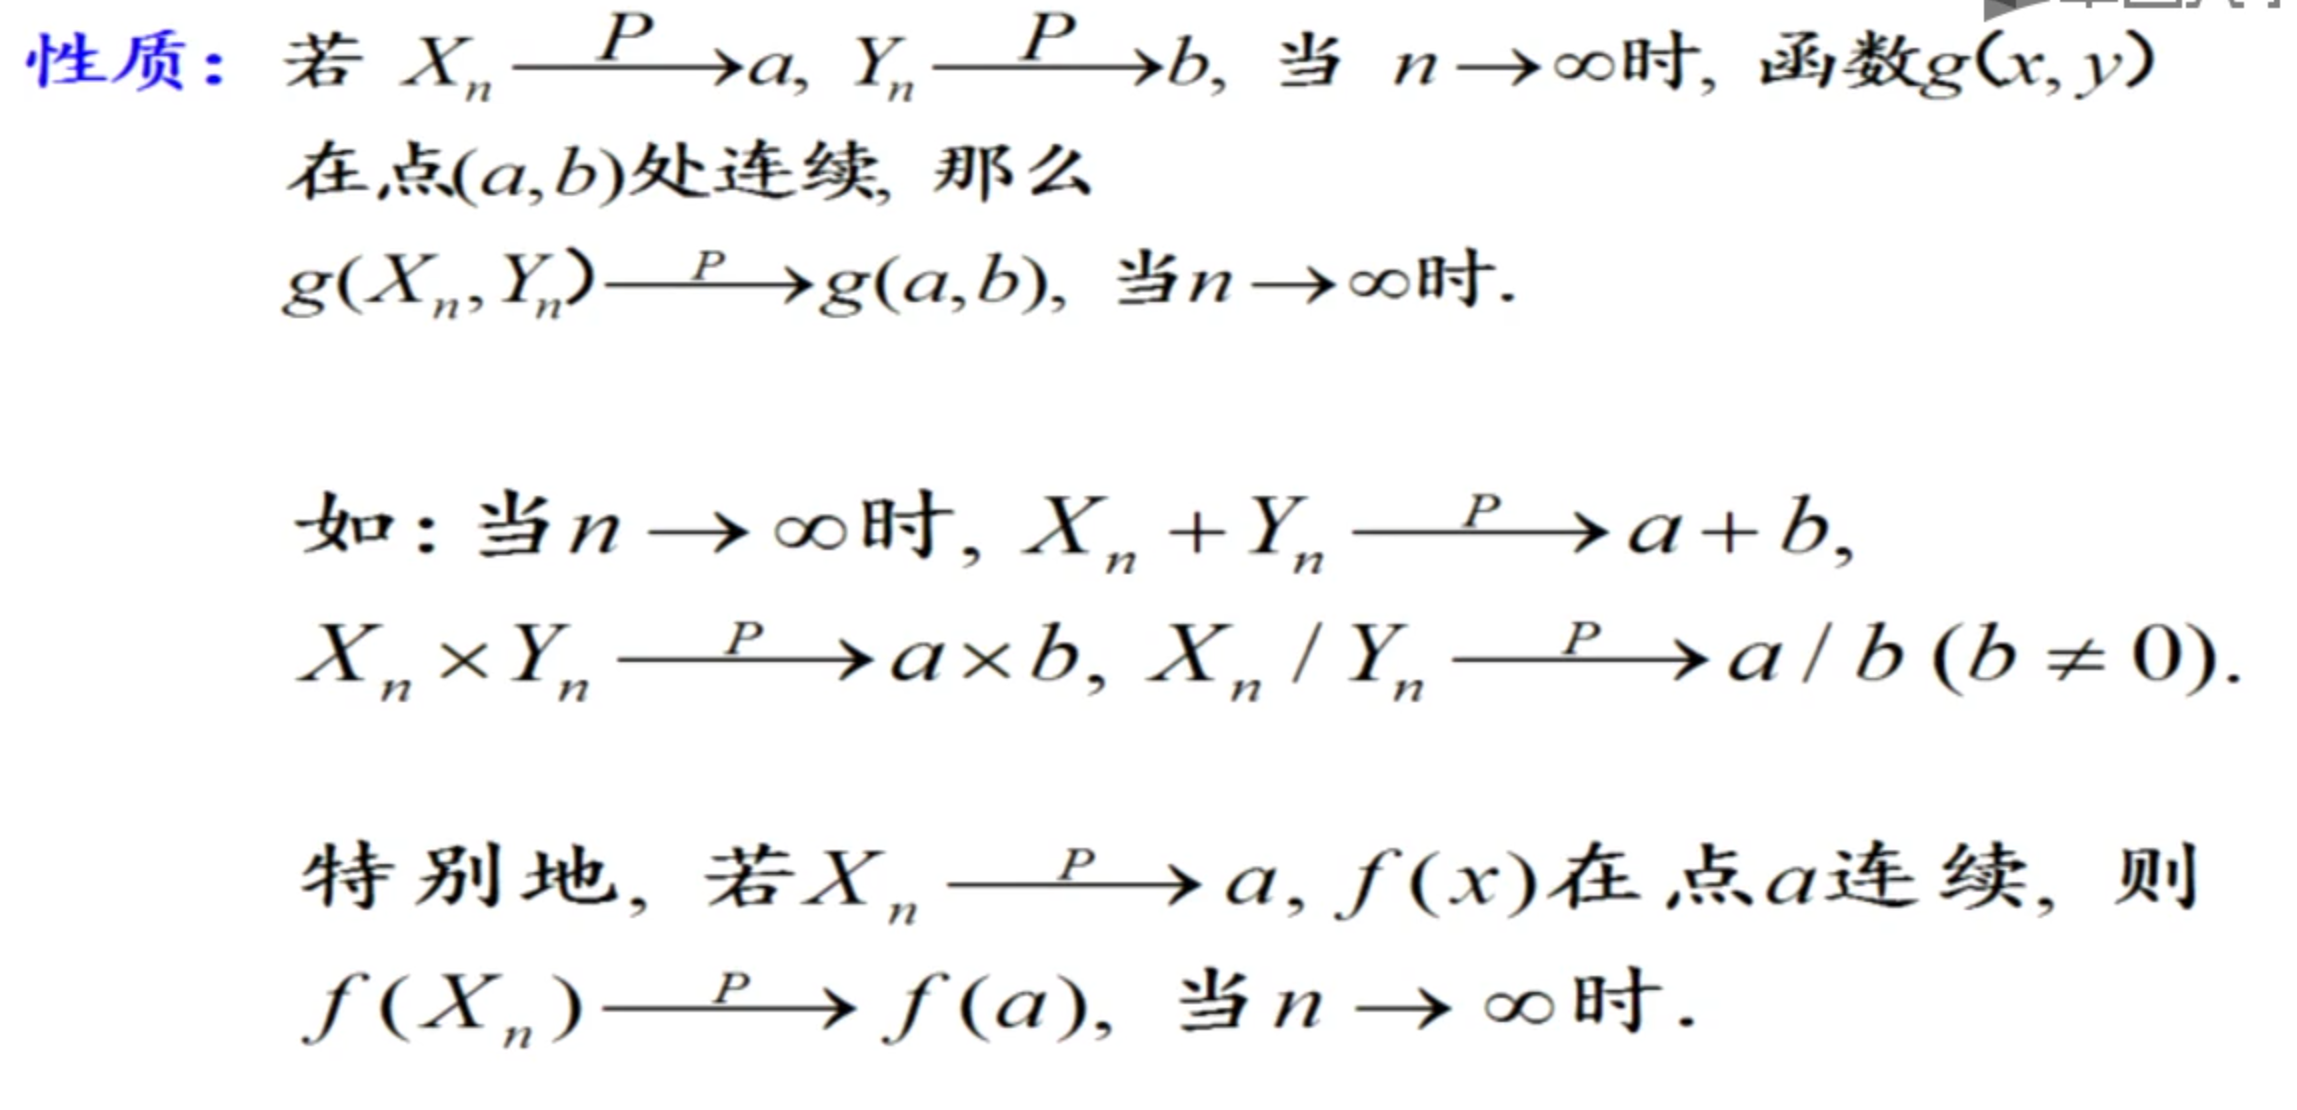 性质: 若 Xₙ —P→ a, Yₙ —P→ b, 当 n→∞时, 函数g(x, y)
在点(a,b)处连续, 那么
g(Xₙ,Yₙ) —P→ g(a,b), 当n→∞时.
如: 当n→∞时, Xₙ+Yₙ —P→ a+b,
Xₙ×Yₙ —P→ a×b, Xₙ/Yₙ —P→ a/b (b≠0).
特别地, 若Xₙ —P→ a, f(x)在点a连续, 则
f(Xₙ) —P→ f(a), 当n→∞时.